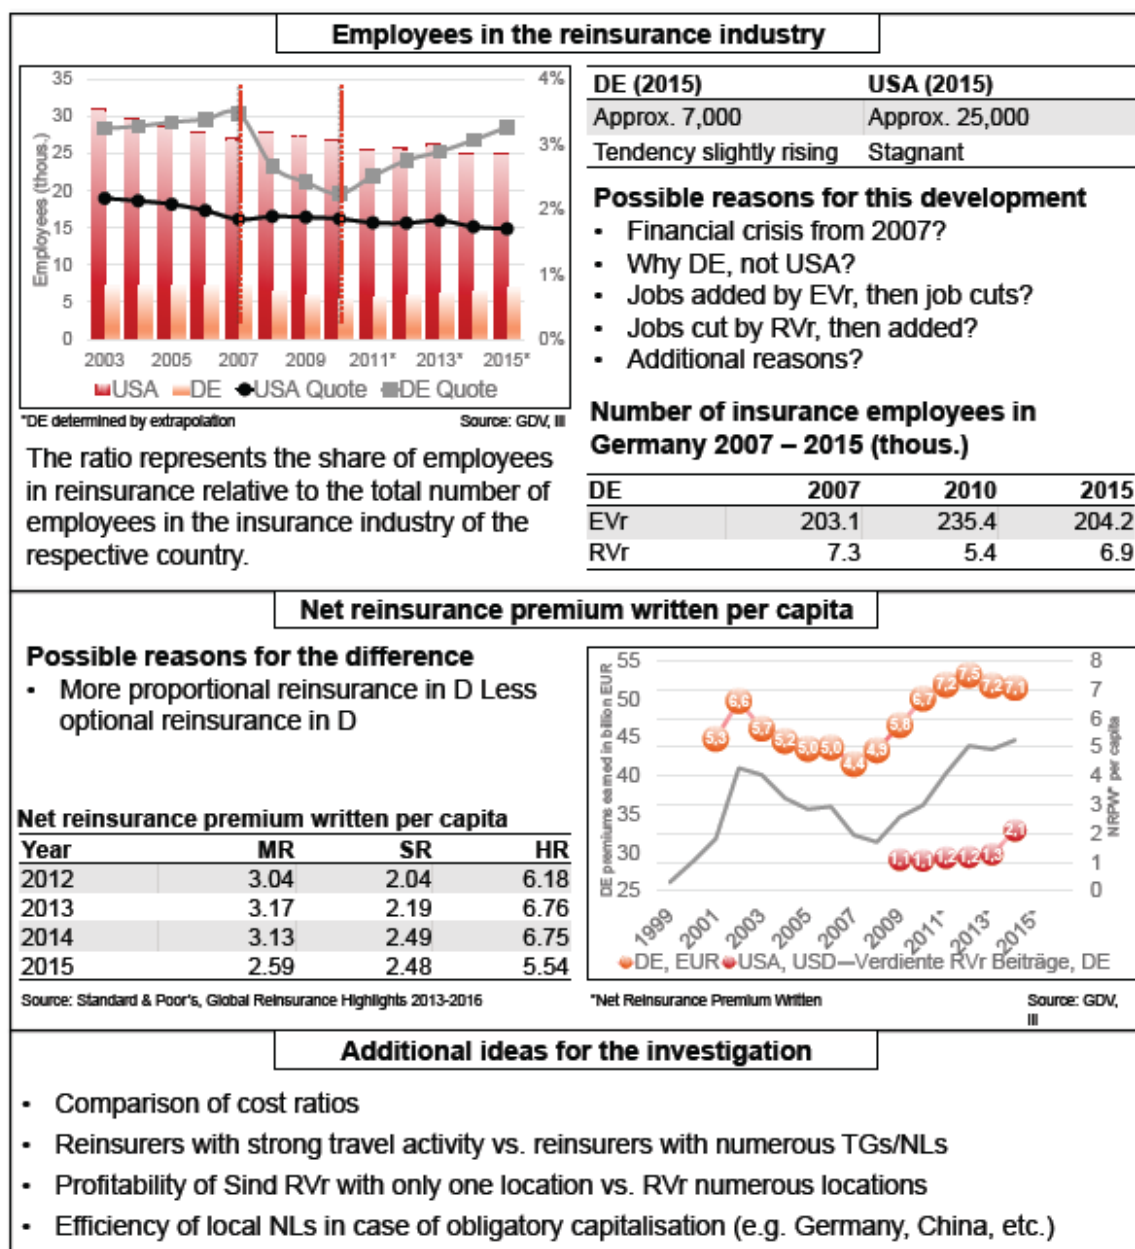 Employees in the reinsurance industry
35
30
25
20
15
10
5
0
Employees (thous.)
4%
3%
2%
1%
0%
2003 2005 2007 2009 2011* 2013* 2015*
USA DE USA Quote DE Quote
*DE determined by extrapolation Source: GDV, III
The ratio represents the share of employees
in reinsurance relative to the total number of
employees in the insurance industry of the
respective country.
DE (2015) USA (2015)
Approx. 7,000 Approx. 25,000
Tendency slightly rising Stagnant
Possible reasons for this development
• Financial crisis from 2007?
• Why DE, not USA?
• Jobs added by EVr, then job cuts?
• Jobs cut by RVr, then added?
• Additional reasons?
Number of insurance employees in
Germany 2007 – 2015 (thous.)
DE 2007 2010 2015
EVr 203.1 235.4 204.2
RVr 7.3 5.4 6.9
Net reinsurance premium written per capita
Possible reasons for the difference
• More proportional reinsurance in D Less
optional reinsurance in D
Net reinsurance premium written per capita
Year MR SR HR
2012 3.04 2.04 6.18
2013 3.17 2.19 6.76
2014 3.13 2.49 6.75
2015 2.59 2.48 5.54
Source: Standard & Poor's, Global Reinsurance Highlights 2013-2016
DE premiums earned in billion EUR
55
50
45
40
35
30
25
5,3 6,6 5,7 5,2 5,0 5,0 4,4 4,9 5,8 6,7 7,2 7,5 7,2 7,1
1,1 1,1 1,2 1,2 1,3 2,1
8
7
6
5
4
3
2
1
0
NRPW* per capita
1999 2001 2003 2005 2007 2009 2011* 2013* 2015*
DE, EUR USA, USD Verdiente RVr Beiträge, DE
*Net Reinsurance Premium Written Source: GDV,
III
Additional ideas for the investigation
• Comparison of cost ratios
• Reinsurers with strong travel activity vs. reinsurers with numerous TGs/NLs
• Profitability of Sind RVr with only one location vs. RVr numerous locations
• Efficiency of local NLs in case of obligatory capitalisation (e.g. Germany, China, etc.)